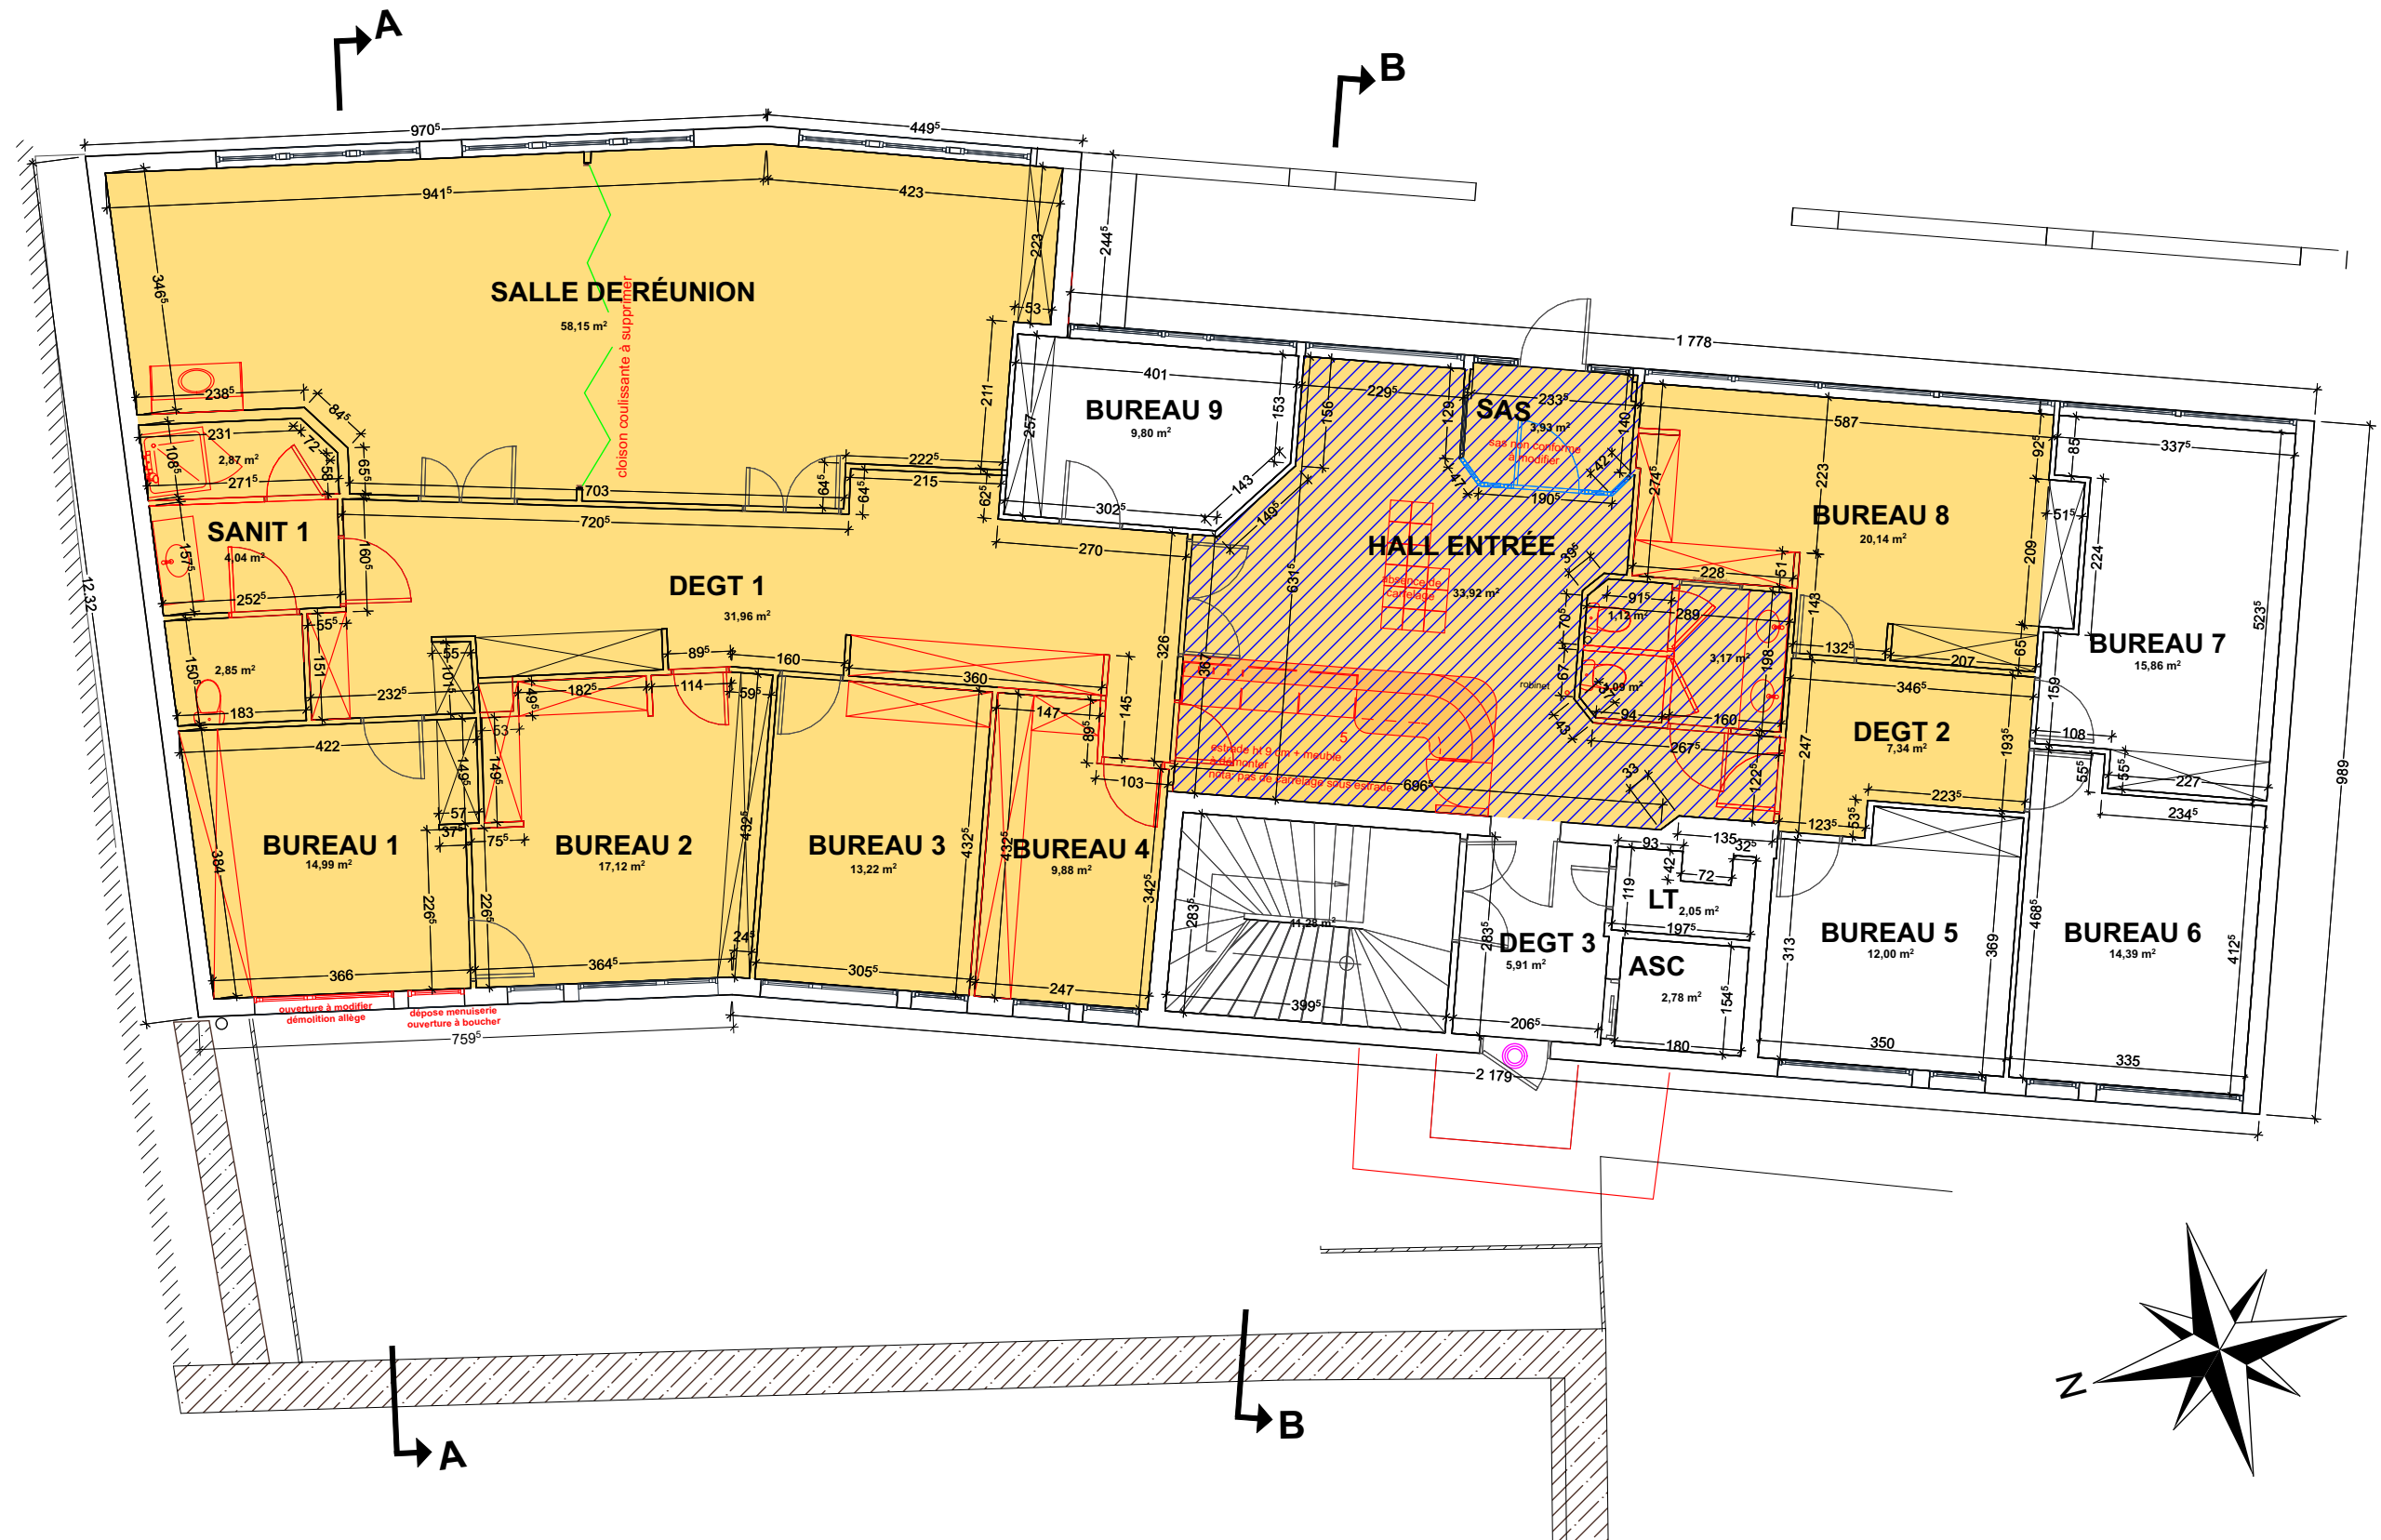 A
B
970⁵
449⁵
941⁵
423
244⁵
223
346⁵
SALLE DE RÉUNION
58,15 m²
cloison coulissante à supprimer
53
1 778
211
401
229⁵
BUREAU 9
9,80 m²
257
153
156
129
SAS
233⁵
3,93 m²
sas non conforme
à modifier
140
42
47
190⁵
587
337⁵
92⁵
85
238⁵
84⁵
231
72
108⁵
2,87 m²
58
65⁵
271⁵
703
222⁵
215
64⁵
64⁵
62⁵
302⁵
143
149⁵
274⁵
223
BUREAU 8
20,14 m²
51⁵
209
224
720⁵
270
SANIT 1
4,04 m²
157⁵
160⁵
252⁵
DEGT 1
31,96 m²
HALL ENTRÉE
33,92 m²
absence de
carrelage
631⁵
39⁵
228
51
143
91⁵
289
1,12 m²
70⁵
67
3,17 m²
198
1,09 m²
robinet
94
160
43
267⁵
12,32
55⁵
151
150⁵
2,85 m²
183
232⁵
55
101⁵
89⁵
160
360
326
367
132⁵
207
165
BUREAU 7
15,86 m²
523⁵
159
346⁵
DEGT 2
7,34 m²
193⁵
247
108
55⁵
55⁵
227
234⁵
989
422
182⁵
49⁵
114
59⁵
147
145
89⁵
103
53
149⁵
149⁵
57
37⁵
75⁵
estrade ht 9 cm + meuble
à démonter
nota: pas de carrelage sous estrade
5
696⁵
33
122⁵
223⁵
123⁵
53⁵
BUREAU 1
14,99 m²
384
226⁵
226⁵
BUREAU 2
17,12 m²
432⁵
24⁵
BUREAU 3
13,22 m²
432⁵
432⁵
BUREAU 4
9,88 m²
342⁵
366
364⁵
305⁵
247
283⁵
11,28 m²
399⁵
283⁵
DEGT 3
5,91 m²
206⁵
93
135
32⁵
42
72
119
LT
2,05 m²
197⁵
ASC
2,78 m²
154⁵
180
BUREAU 5
12,00 m²
313
369
350
BUREAU 6
14,39 m²
468⁵
412⁵
335
ouverture à modifier
démolition allège
dépose menuiserie
ouverture à boucher
759⁵
2 179
N
A
B